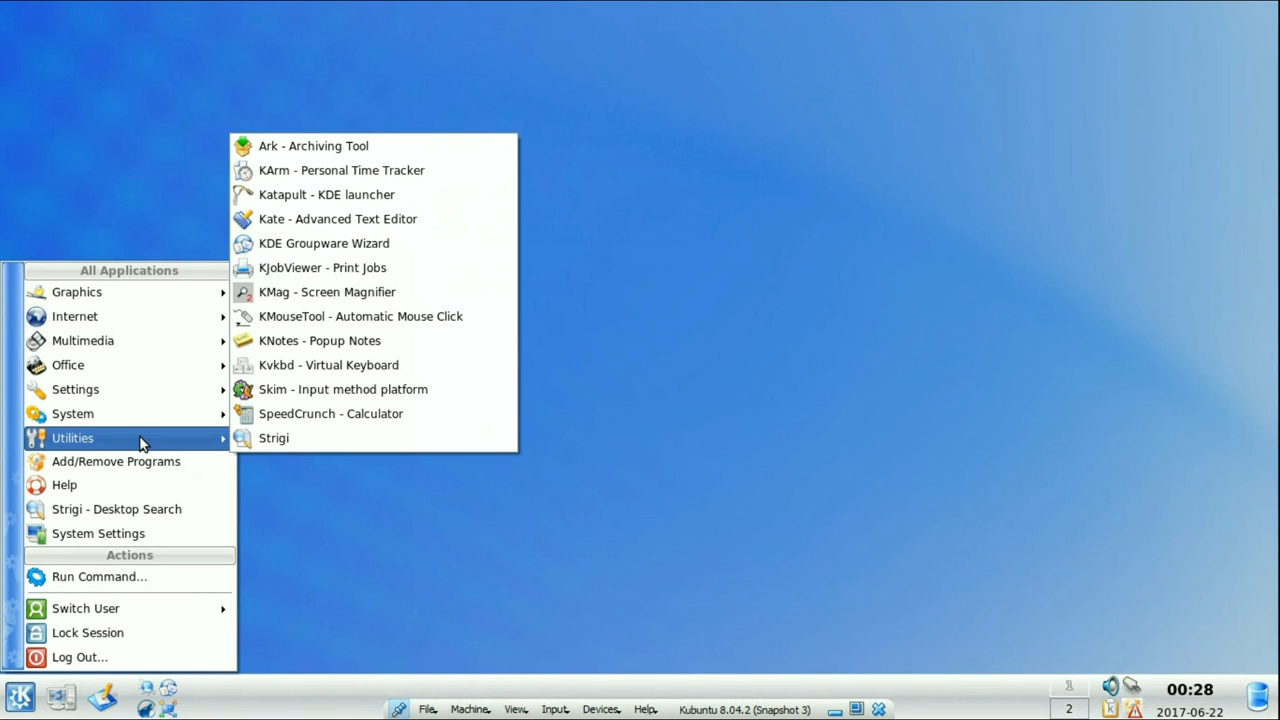 Ark - Archiving Tool
KArm - Personal Time Tracker
Katapult - KDE launcher
Kate - Advanced Text Editor
KDE Groupware Wizard
KJobViewer - Print Jobs
KMag - Screen Magnifier
KMouseTool - Automatic Mouse Click
KNotes - Popup Notes
Kvkbd - Virtual Keyboard
Skim - Input method platform
SpeedCrunch - Calculator
Strigi
All Applications
Graphics
Internet
Multimedia
Office
Settings
System
Utilities
Add/Remove Programs
Help
Strigi - Desktop Search
System Settings
Actions
Run Command...
Switch User
Lock Session
Log Out...
File
Machine
View
Input
Devices
Help
Kubuntu 8.04.2 (Snapshot 3)
1
2
00:28
2017-06-22